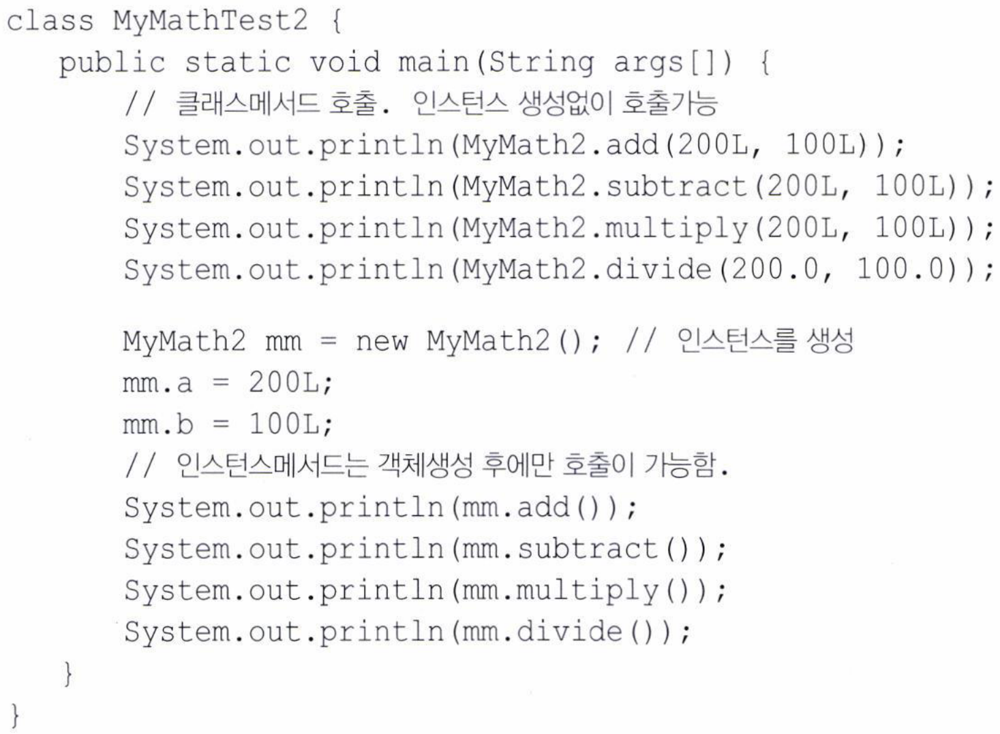 class MyMathTest2 {
public static void main(String args[]) {
// 클래스메서드 호출. 인스턴스 생성없이 호출가능
System.out.println(MyMath2.add(200L, 100L));
System.out.println(MyMath2.subtract(200L, 100L));
System.out.println(MyMath2.multiply(200L, 100L));
System.out.println(MyMath2.divide(200.0, 100.0));
MyMath2 mm = new MyMath2(); // 인스턴스를 생성
mm.a = 200L;
mm.b = 100L;
// 인스턴스메서드는 객체생성 후에만 호출이 가능함.
System.out.println(mm.add());
System.out.println(mm.subtract());
System.out.println(mm.multiply());
System.out.println(mm.divide());
}
}